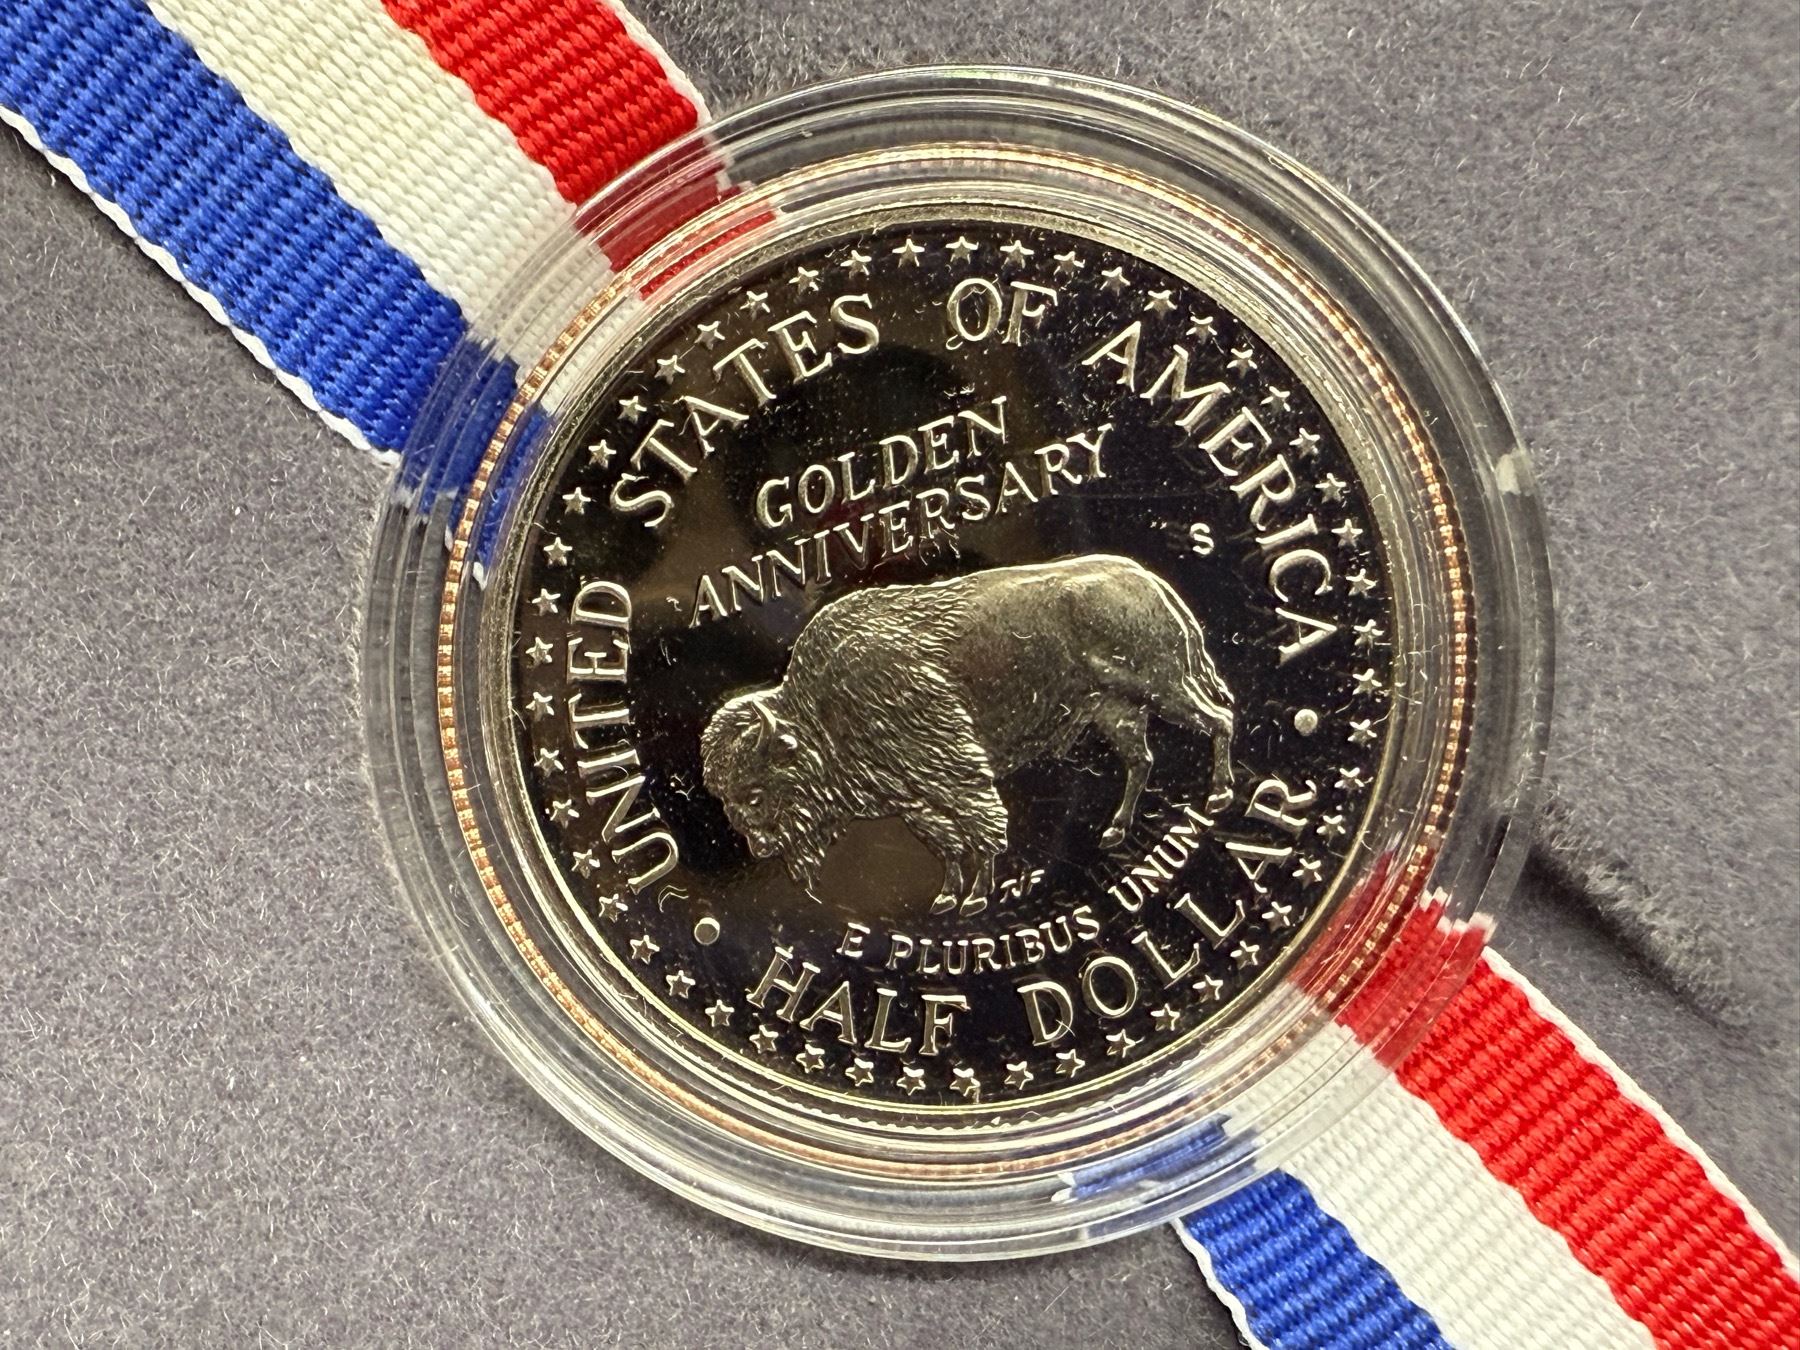 UNITED STATES OF AMERICA
GOLDEN
ANNIVERSARY
S
E PLURIBUS UNUM
HALF DOLLAR